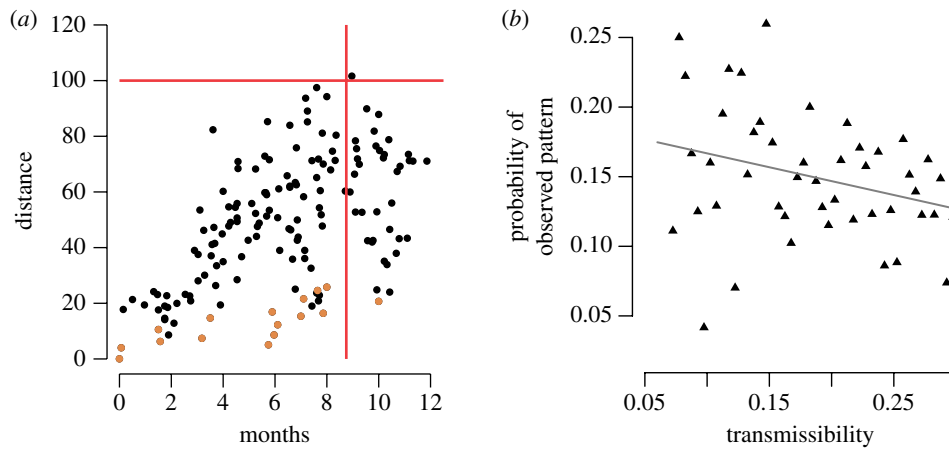 (a)
120
100
80
60
40
20
0
distance
0 2 4 6 8 10 12
months
(b)
0.25
0.20
0.15
0.10
0.05
probability of
observed pattern
0.05 0.15 0.25
transmissibility